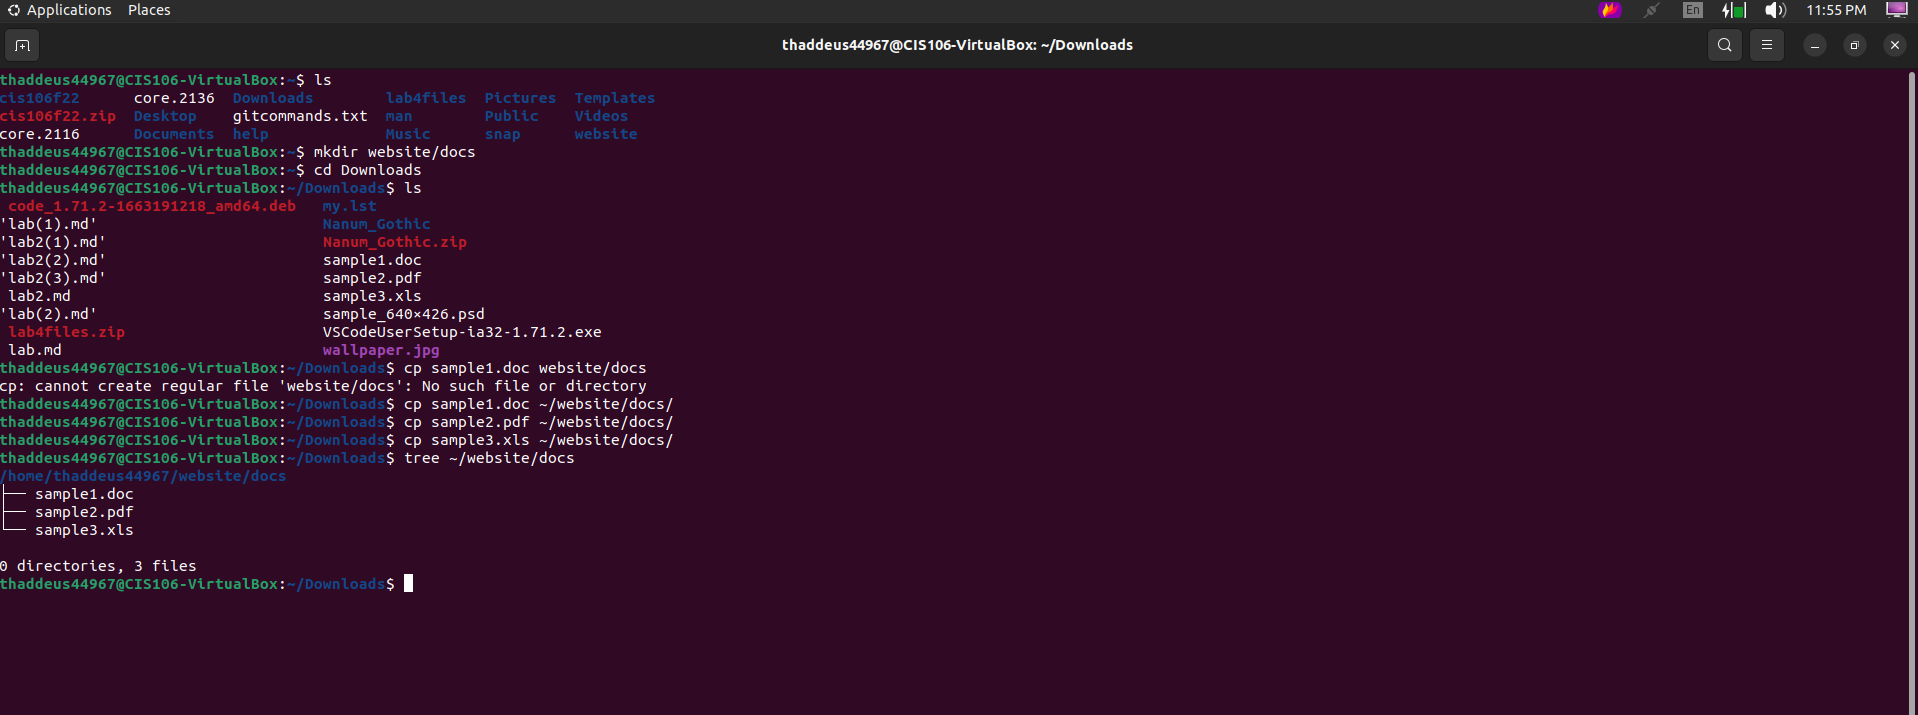 Applications Places En 11:55 PM
thaddeus44967@CIS106-VirtualBox: ~/Downloads
thaddeus44967@CIS106-VirtualBox:~$ ls
cis106f22 core.2136 Downloads lab4files Pictures Templates
cis106f22.zip Desktop gitcommands.txt man Public Videos
core.2116 Documents help Music snap website
thaddeus44967@CIS106-VirtualBox:~$ mkdir website/docs
thaddeus44967@CIS106-VirtualBox:~$ cd Downloads
thaddeus44967@CIS106-VirtualBox:~/Downloads$ ls
code_1.71.2-1663191218_amd64.deb my.lst
'lab(1).md' Nanum_Gothic
'lab2(1).md' Nanum_Gothic.zip
'lab2(2).md' sample1.doc
'lab2(3).md' sample2.pdf
lab2.md sample3.xls
'lab(2).md' sample_640×426.psd
lab4files.zip VSCodeUserSetup-ia32-1.71.2.exe
lab.md wallpaper.jpg
thaddeus44967@CIS106-VirtualBox:~/Downloads$ cp sample1.doc website/docs
cp: cannot create regular file 'website/docs': No such file or directory
thaddeus44967@CIS106-VirtualBox:~/Downloads$ cp sample1.doc ~/website/docs/
thaddeus44967@CIS106-VirtualBox:~/Downloads$ cp sample2.pdf ~/website/docs/
thaddeus44967@CIS106-VirtualBox:~/Downloads$ cp sample3.xls ~/website/docs/
thaddeus44967@CIS106-VirtualBox:~/Downloads$ tree ~/website/docs
/home/thaddeus44967/website/docs
├── sample1.doc
├── sample2.pdf
└── sample3.xls
0 directories, 3 files
thaddeus44967@CIS106-VirtualBox:~/Downloads$